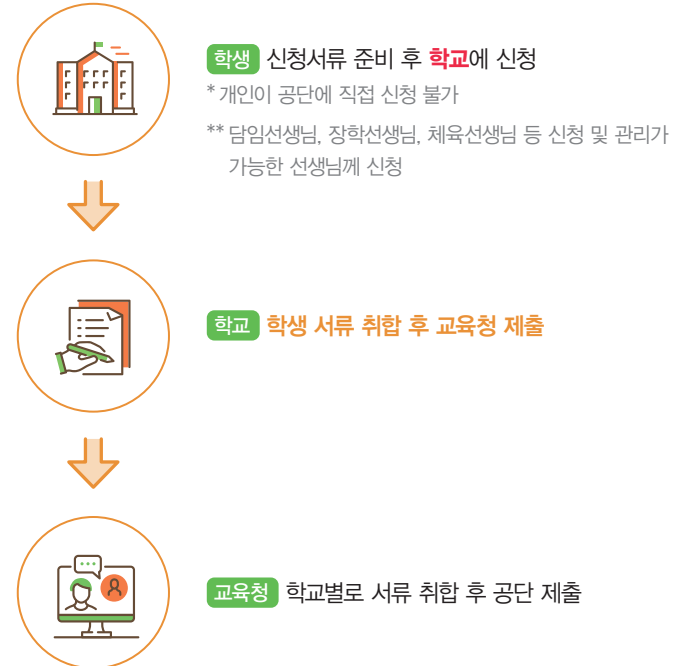 학생 신청서류 준비 후 학교에 신청
* 개인이 공단에 직접 신청 불가
** 담임선생님, 장학선생님, 체육선생님 등 신청 및 관리가
가능한 선생님께 신청
학교 학생 서류 취합 후 교육청 제출
교육청 학교별로 서류 취합 후 공단 제출